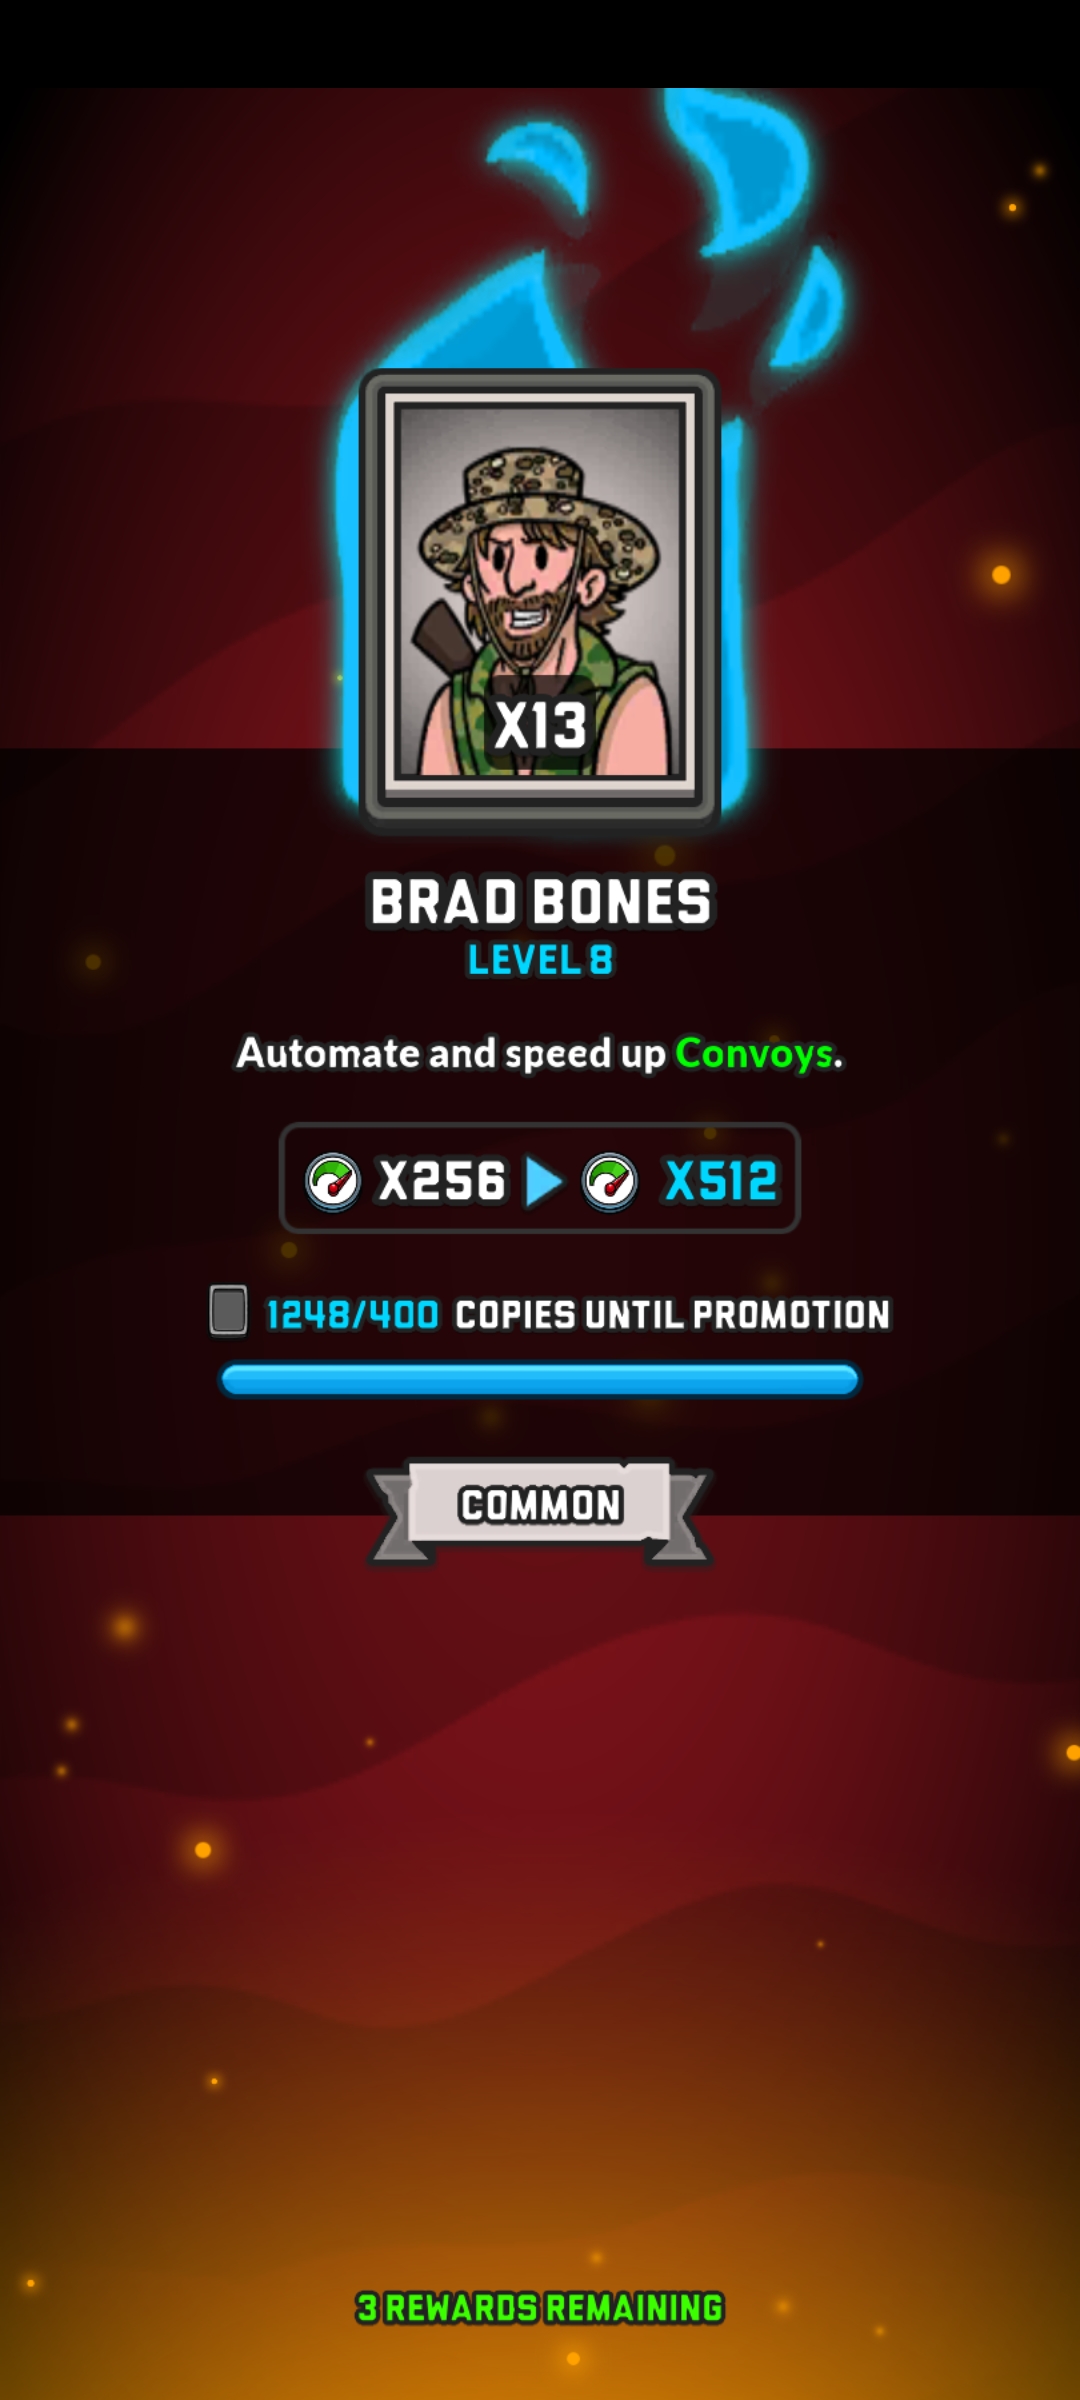 X13
BRAD BONES
LEVEL 8
Automate and speed up Convoys.
X256 X512
1248/400 COPIES UNTIL PROMOTION
COMMON
3 REWARDS REMAINING